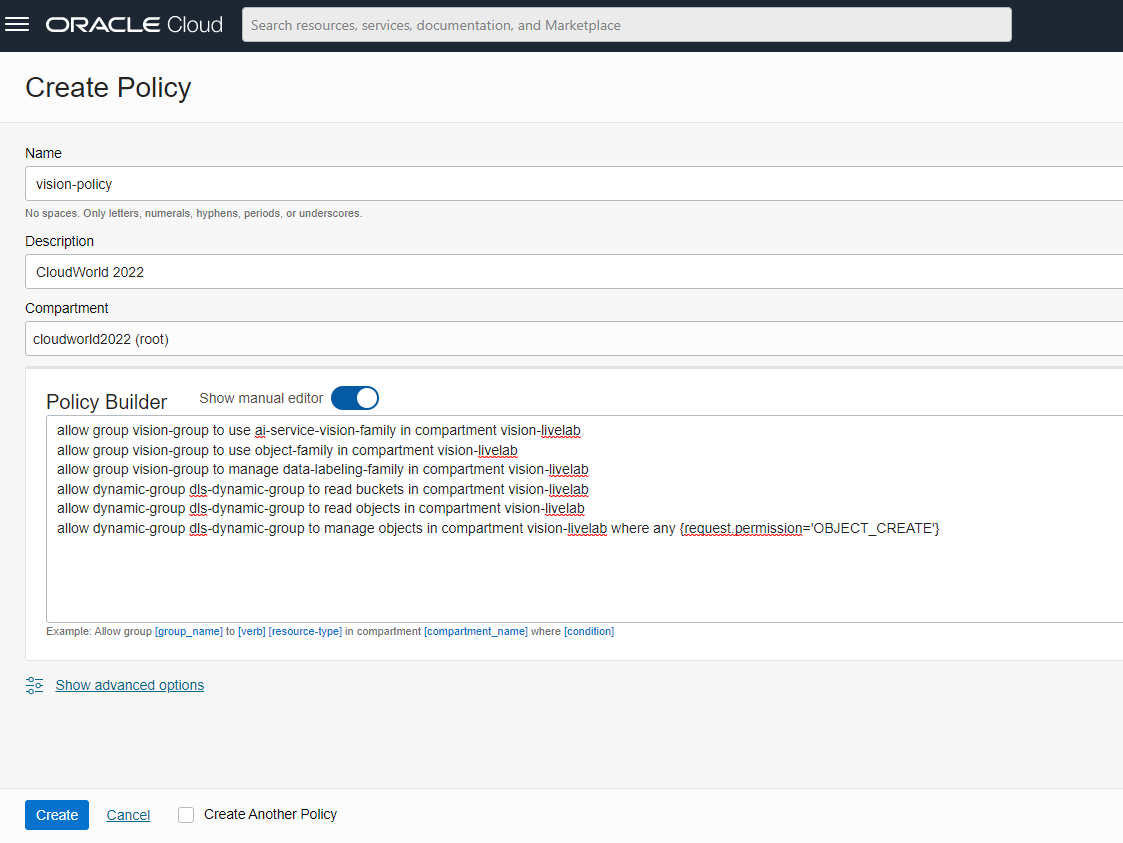 ORACLE Cloud
Search resources, services, documentation, and Marketplace
Create Policy
Name
vision-policy
No spaces. Only letters, numerals, hyphens, periods, or underscores.
Description
CloudWorld 2022
Compartment
cloudworld2022 (root)
Policy Builder
Show manual editor
allow group vision-group to use ai-service-vision-family in compartment vision-livelab
allow group vision-group to use object-family in compartment vision-livelab
allow group vision-group to manage data-labeling-family in compartment vision-livelab
allow dynamic-group dls-dynamic-group to read buckets in compartment vision-livelab
allow dynamic-group dls-dynamic-group to read objects in compartment vision-livelab
allow dynamic-group dls-dynamic-group to manage objects in compartment vision-livelab where any {request.permission='OBJECT_CREATE'}
Example: Allow group [group_name] to [verb] [resource-type] in compartment [compartment_name] where [condition]
Show advanced options
Create
Cancel
Create Another Policy